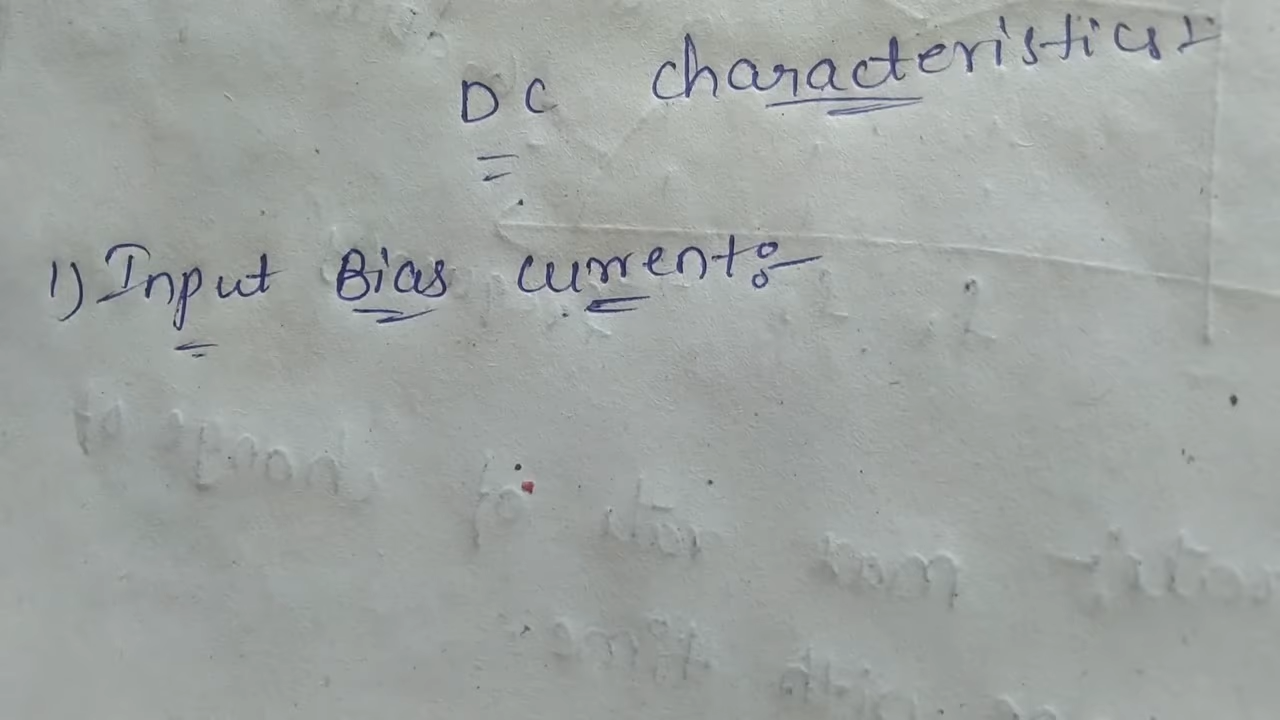 DC characteristics:-
1) Input Bias current:-